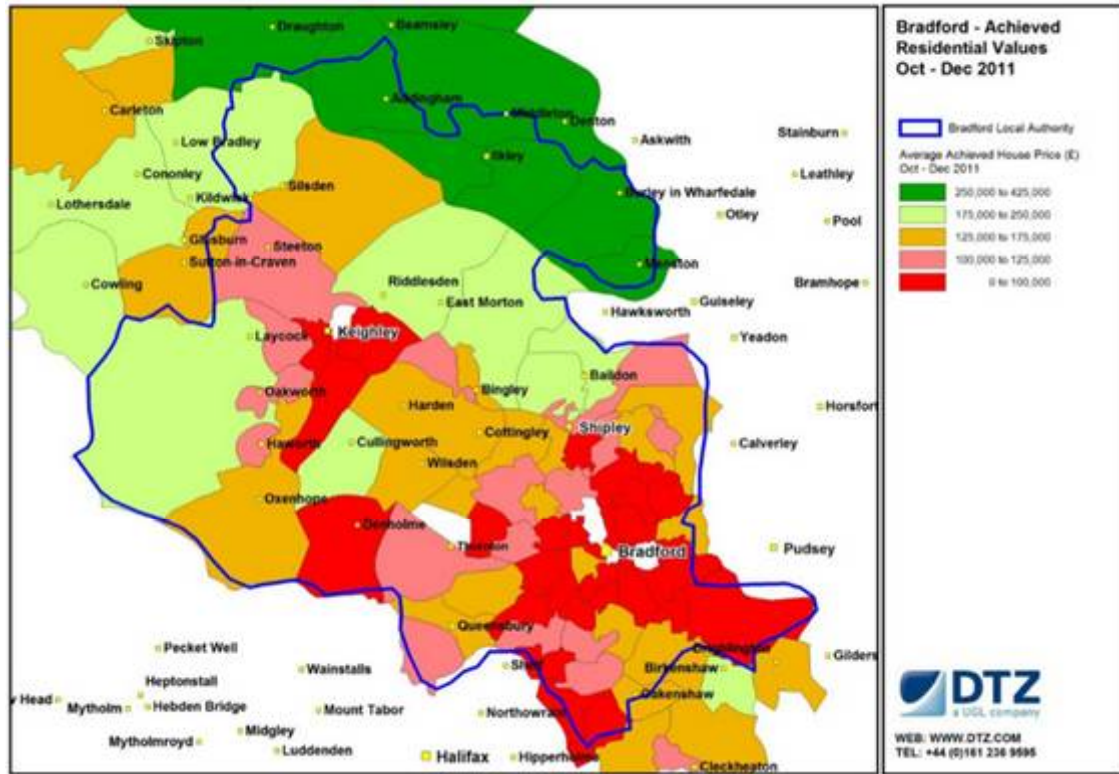 Draughton
Beamsley
Skipton
Carleton
Addingham
Middleton
Denton
Askwith
Stainburn
Low Bradley
Ilkley
Cononley
Silsden
Leathley
Lothersdale
Kildwick
Burley in Wharfedale
Otley
Pool
Glusburn
Steeton
Sutton-in-Craven
Menston
Cowling
Riddlesden
East Morton
Bramhope
Guiseley
Hawksworth
Laycock
Keighley
Yeadon
Baildon
Oakworth
Bingley
Harden
Horsfort
Shipley
Cottingley
Haworth
Cullingworth
Calverley
Wilsden
Oxenhope
Denholme
Thornton
Bradford
Pudsey
Queensbury
Pecket Well
Wainstalls
Shelf
Birkenshaw
Gilders
Heptonstall
y Head
Mytholm
Hebden Bridge
Oakenshaw
Mount Tabor
Northowram
Midgley
Mytholmroyd
Luddenden
Halifax
Hipperholme
Cleckheaton
Bradford - Achieved
Residential Values
Oct - Dec 2011
Bradford Local Authority
Average Achieved House Price (£)
Oct - Dec 2011
250,000 to 425,000
175,000 to 250,000
125,000 to 175,000
100,000 to 125,000
0 to 100,000
DTZ
a UGL company
WEB: WWW.DTZ.COM
TEL: +44 (0)161 236 9595